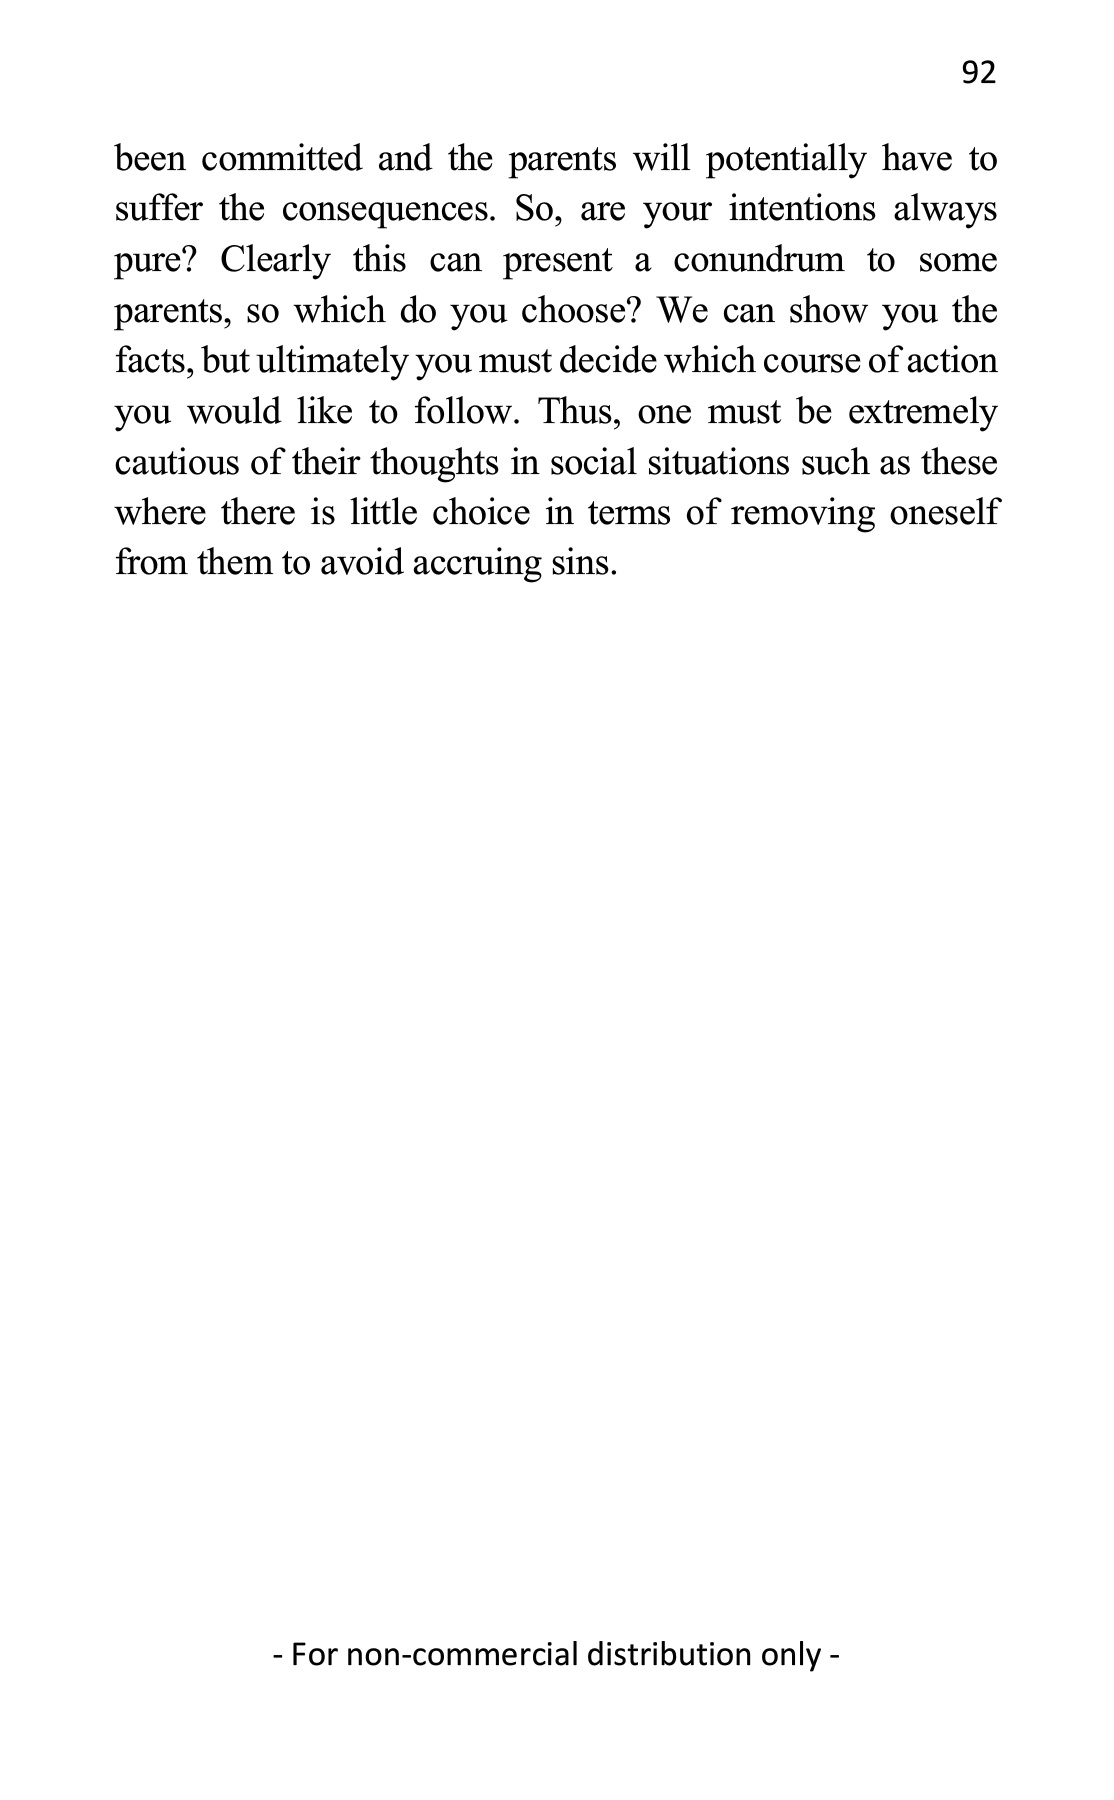 92
been committed and the parents will potentially have to
suffer the consequences. So, are your intentions always
pure? Clearly this can present a conundrum to some
parents, so which do you choose? We can show you the
facts, but ultimately you must decide which course of action
you would like to follow. Thus, one must be extremely
cautious of their thoughts in social situations such as these
where there is little choice in terms of removing oneself
from them to avoid accruing sins.
- For non-commercial distribution only -